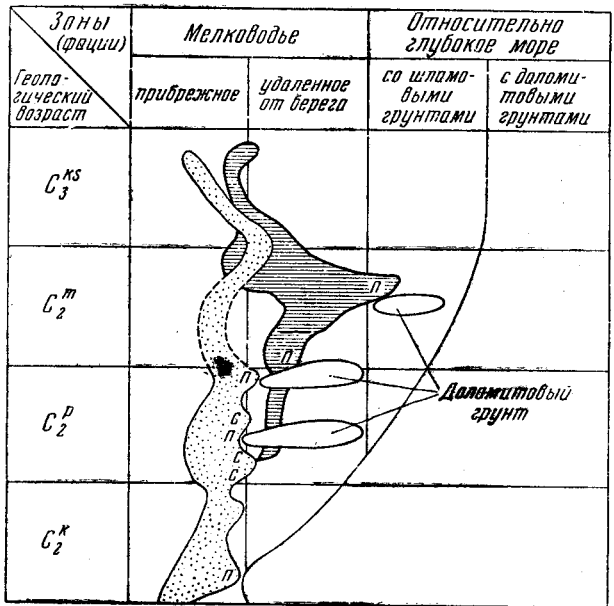 Зоны
(фации)
Геоло-
гический
возраст
Мелководье
Относительно
глубокое море
прибрежное
удаленное
от берега
со шламо-
выми
грунтами
с доломи-
товыми
грунтами
C₃ᵏˢ
C₂ᵐ
п
п
п
C₂ᵖ
с
п
с
с
Доломитовый
грунт
C₂ᵏ
п